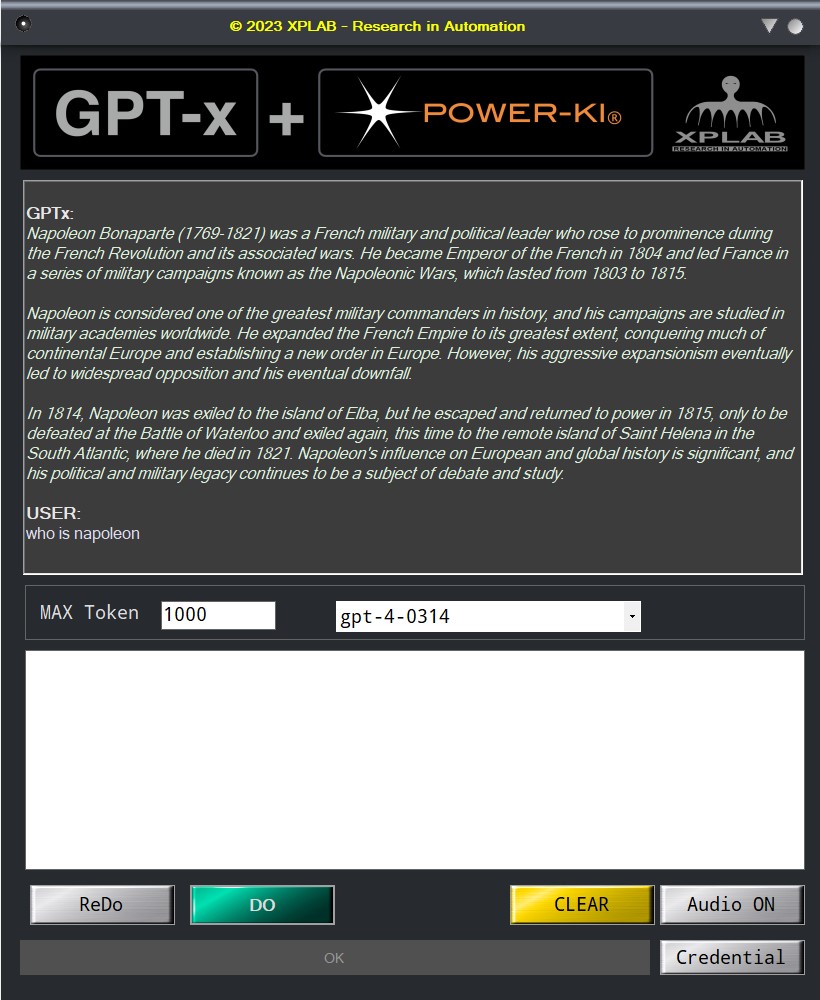 © 2023 XPLAB - Research in Automation
GPT-x + POWER-KI®
XPLAB
RESEARCH IN AUTOMATION
GPTx:
Napoleon Bonaparte (1769-1821) was a French military and political leader who rose to prominence during
the French Revolution and its associated wars. He became Emperor of the French in 1804 and led France in
a series of military campaigns known as the Napoleonic Wars, which lasted from 1803 to 1815.
Napoleon is considered one of the greatest military commanders in history, and his campaigns are studied in
military academies worldwide. He expanded the French Empire to its greatest extent, conquering much of
continental Europe and establishing a new order in Europe. However, his aggressive expansionism eventually
led to widespread opposition and his eventual downfall.
In 1814, Napoleon was exiled to the island of Elba, but he escaped and returned to power in 1815, only to be
defeated at the Battle of Waterloo and exiled again, this time to the remote island of Saint Helena in the
South Atlantic, where he died in 1821. Napoleon's influence on European and global history is significant, and
his political and military legacy continues to be a subject of debate and study.
USER:
who is napoleon
MAX Token 1000 gpt-4-0314
ReDo DO CLEAR Audio ON
OK Credential